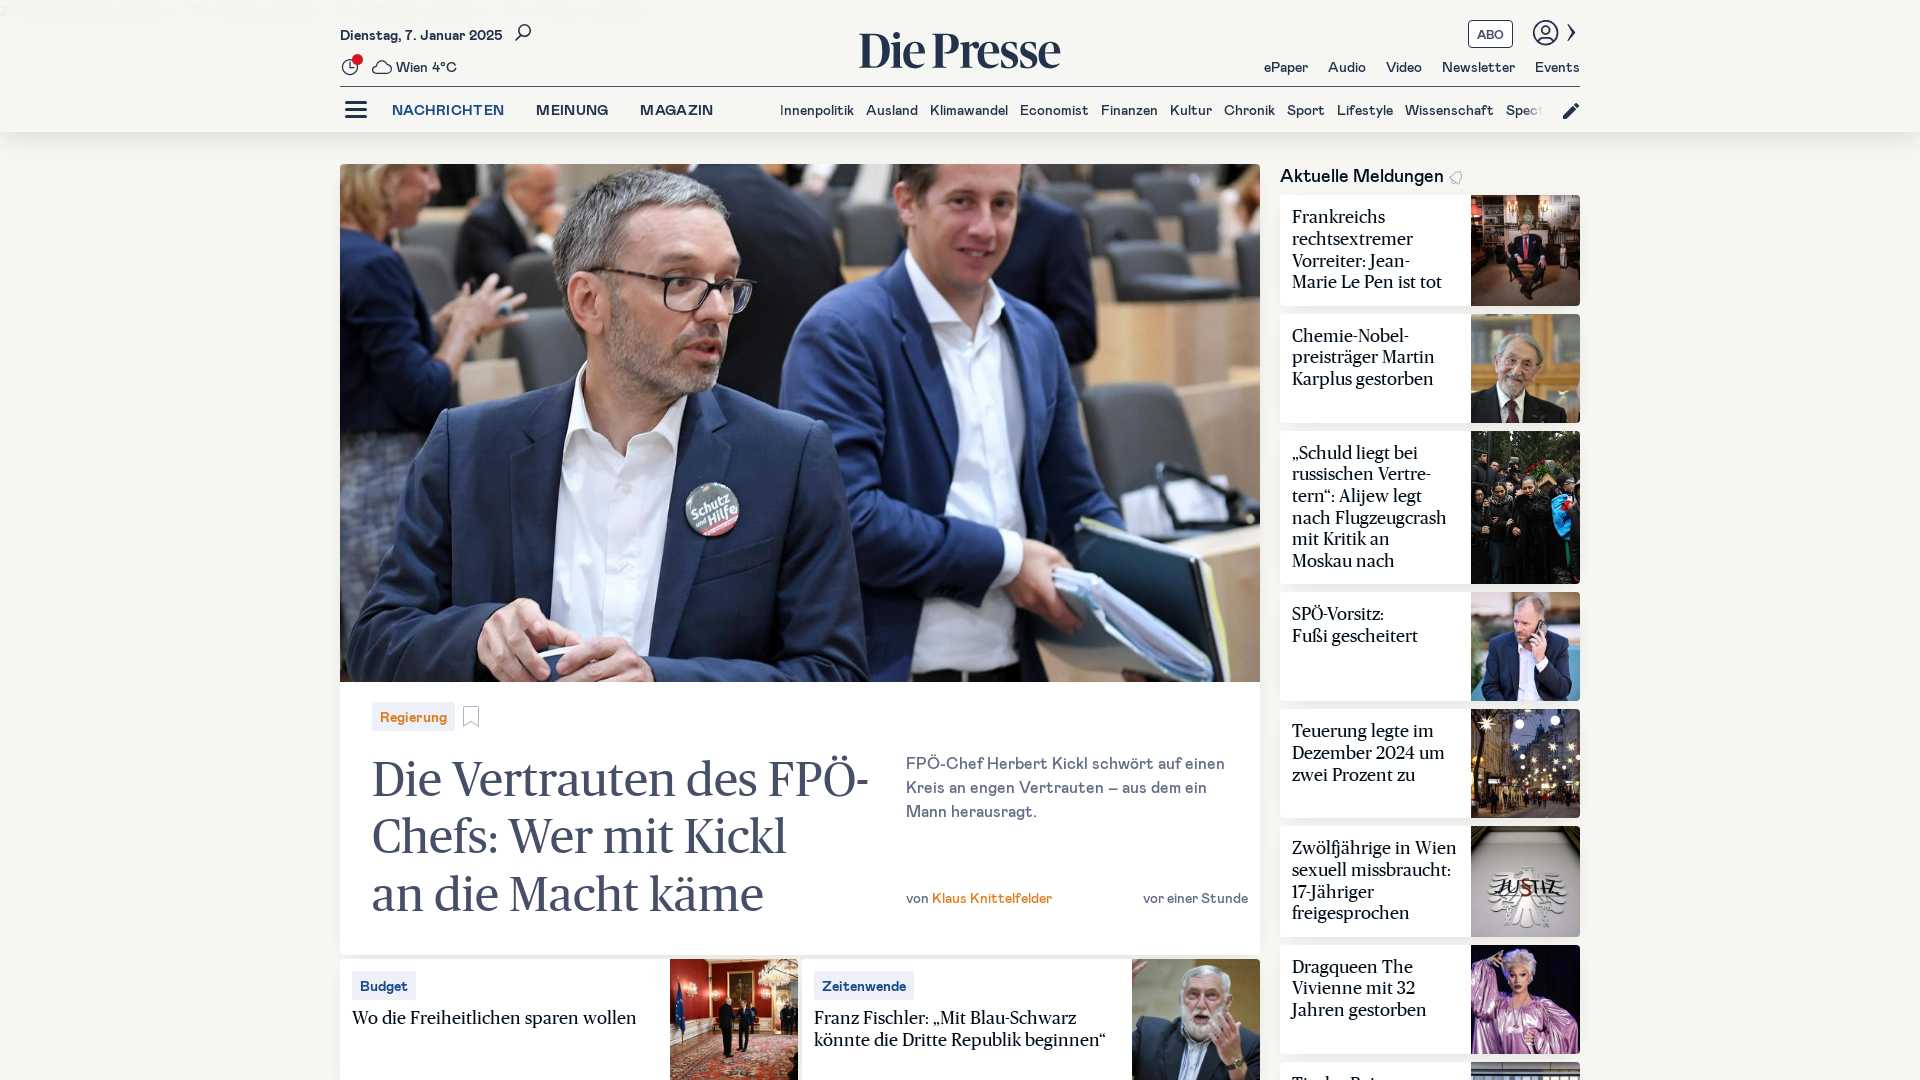 Dienstag, 7. Januar 2025
Wien 4°C
Die Presse
ABO
ePaper Audio Video Newsletter Events
NACHRICHTEN MEINUNG MAGAZIN
Innenpolitik Ausland Klimawandel Economist Finanzen Kultur Chronik Sport Lifestyle Wissenschaft Spect
Schutz
und Hilfe
Regierung
Die Vertrauten des FPÖ-
Chefs: Wer mit Kickl
an die Macht käme
FPÖ-Chef Herbert Kickl schwört auf einen
Kreis an engen Vertrauten – aus dem ein
Mann herausragt.
von Klaus Knittelfelder
vor einer Stunde
Budget
Wo die Freiheitlichen sparen wollen
Zeitenwende
Franz Fischler: „Mit Blau-Schwarz
könnte die Dritte Republik beginnen“
Aktuelle Meldungen
Frankreichs
rechtsextremer
Vorreiter: Jean-
Marie Le Pen ist tot
Chemie-Nobel-
preisträger Martin
Karplus gestorben
„Schuld liegt bei
russischen Vertre-
tern“: Alijew legt
nach Flugzeugcrash
mit Kritik an
Moskau nach
SPÖ-Vorsitz:
Fußi gescheitert
Teuerung legte im
Dezember 2024 um
zwei Prozent zu
Zwölfjährige in Wien
sexuell missbraucht:
17-Jähriger
freigesprochen
JUSTIZ
Dragqueen The
Vivienne mit 32
Jahren gestorben